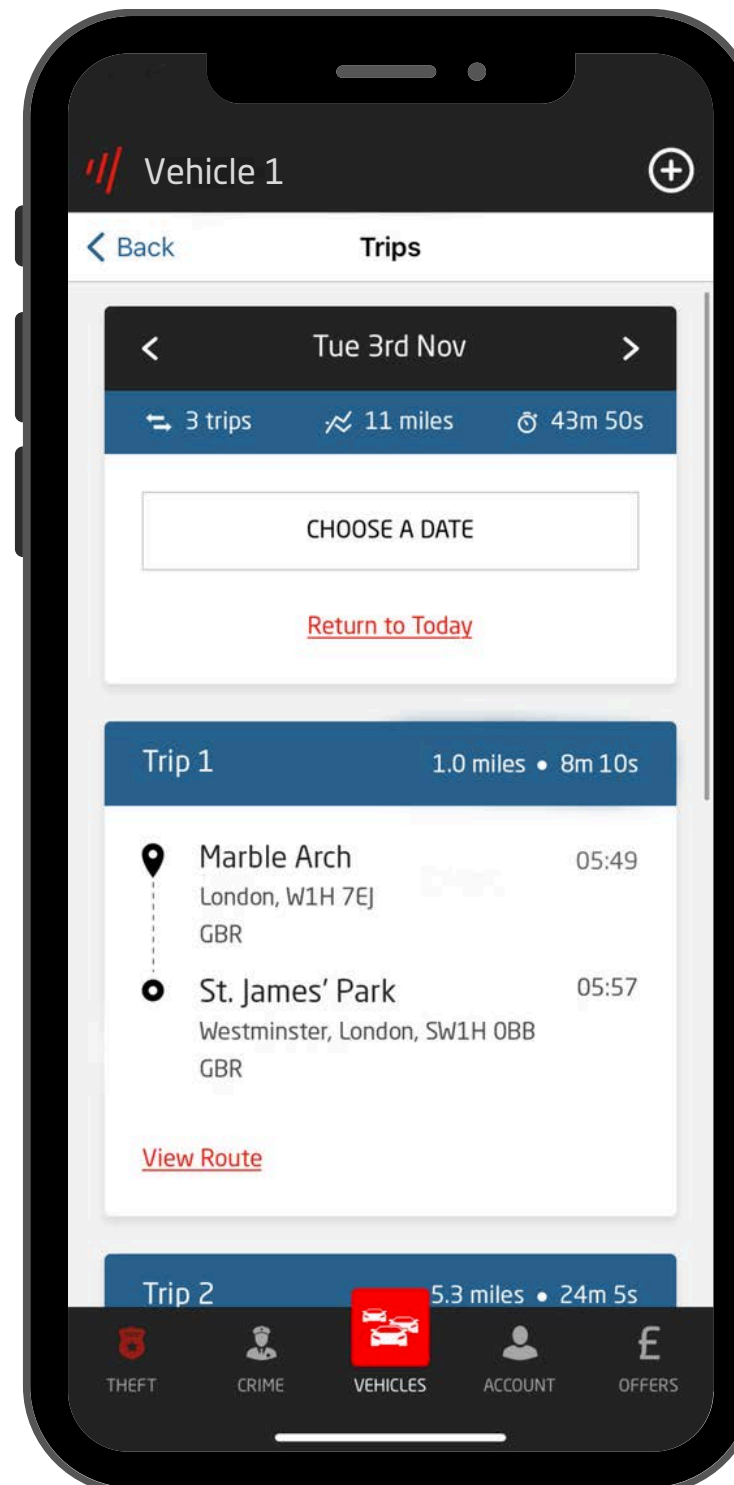 Vehicle 1
Back
Trips
Tue 3rd Nov
3 trips 11 miles 43m 50s
CHOOSE A DATE
Return to Today
Trip 1 1.0 miles • 8m 10s
Marble Arch 05:49
London, W1H 7EJ
GBR
St. James' Park 05:57
Westminster, London, SW1H 0BB
GBR
View Route
Trip 2 5.3 miles • 24m 5s
THEFT CRIME VEHICLES ACCOUNT £ OFFERS